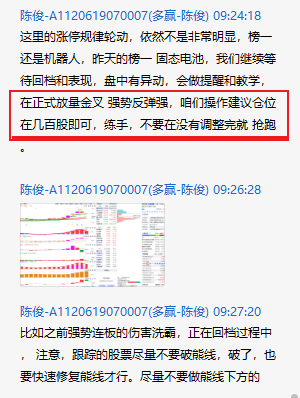 陈俊-A1120619070007(多赢-陈俊) 09:24:18
这里的涨停规律轮动，依然不是非常明显，榜一
还是机器人，昨天的榜一 固态电池，我们继续等
待回档和表现，盘中有异动，会做提醒和教学，
在正式放量金叉 强势反弹强，咱们操作建议仓位
在几百股即可，练手，不要在没有调整完就 抢跑
。
陈俊-A1120619070007(多赢-陈俊) 09:26:28
陈俊-A1120619070007(多赢-陈俊) 09:27:20
比如之前强势连板的伤害洗霸，正在回档过程中
， 注意，跟踪的股票尽量不要破能线，破了，也
要快速修复能线才行。尽量不要做能线下方的